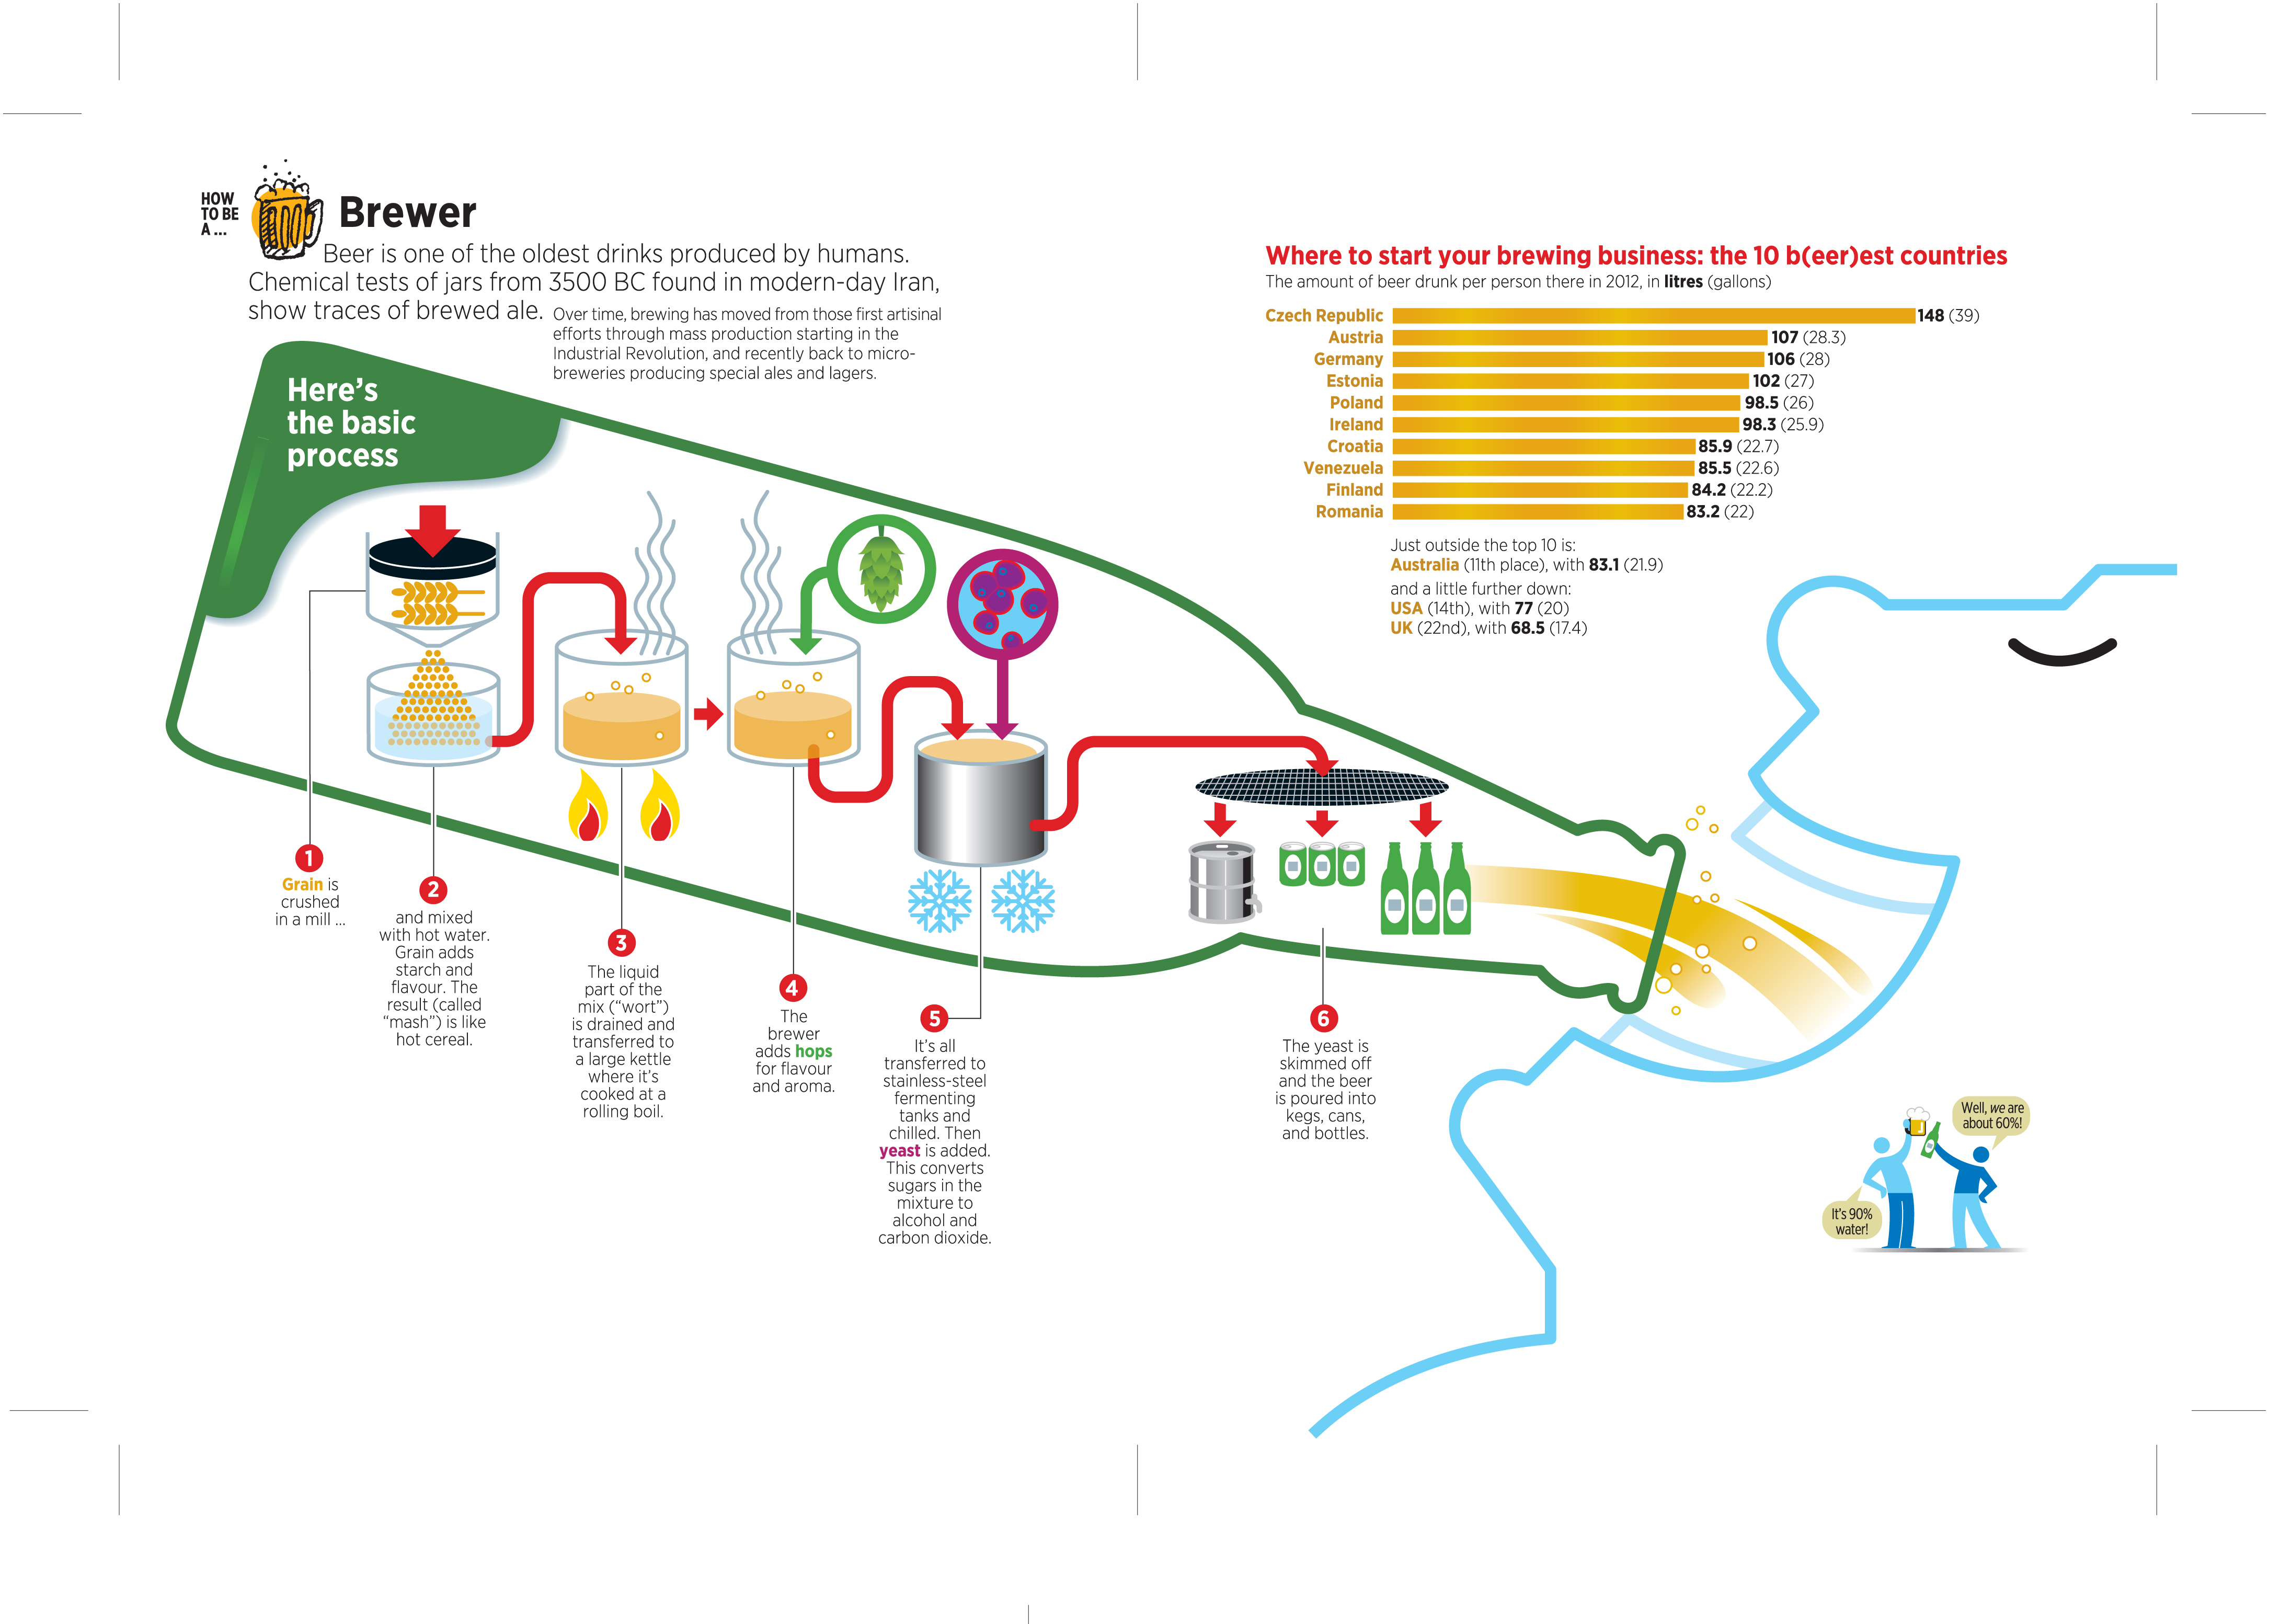 HOW
TO BE
A ...
Brewer
Beer is one of the oldest drinks produced by humans.
Chemical tests of jars from 3500 BC found in modern-day Iran,
show traces of brewed ale.
Over time, brewing has moved from those first artisinal
efforts through mass production starting in the
Industrial Revolution, and recently back to micro-
breweries producing special ales and lagers.
Here's
the basic
process
1
Grain is
crushed
in a mill ...
2
and mixed
with hot water.
Grain adds
starch and
flavour. The
result (called
“mash”) is like
hot cereal.
3
The liquid
part of the
mix (“wort”)
is drained and
transferred to
a large kettle
where it's
cooked at a
rolling boil.
4
The
brewer
adds hops
for flavour
and aroma.
5
It's all
transferred to
stainless-steel
fermenting
tanks and
chilled. Then
yeast is added.
This converts
sugars in the
mixture to
alcohol and
carbon dioxide.
6
The yeast is
skimmed off
and the beer
is poured into
kegs, cans,
and bottles.
Where to start your brewing business: the 10 b(eer)est countries
The amount of beer drunk per person there in 2012, in litres (gallons)
Czech Republic 148 (39)
Austria 107 (28.3)
Germany 106 (28)
Estonia 102 (27)
Poland 98.5 (26)
Ireland 98.3 (25.9)
Croatia 85.9 (22.7)
Venezuela 85.5 (22.6)
Finland 84.2 (22.2)
Romania 83.2 (22)
Just outside the top 10 is:
Australia (11th place), with 83.1 (21.9)
and a little further down:
USA (14th), with 77 (20)
UK (22nd), with 68.5 (17.4)
Well, we are
about 60%!
It's 90%
water!